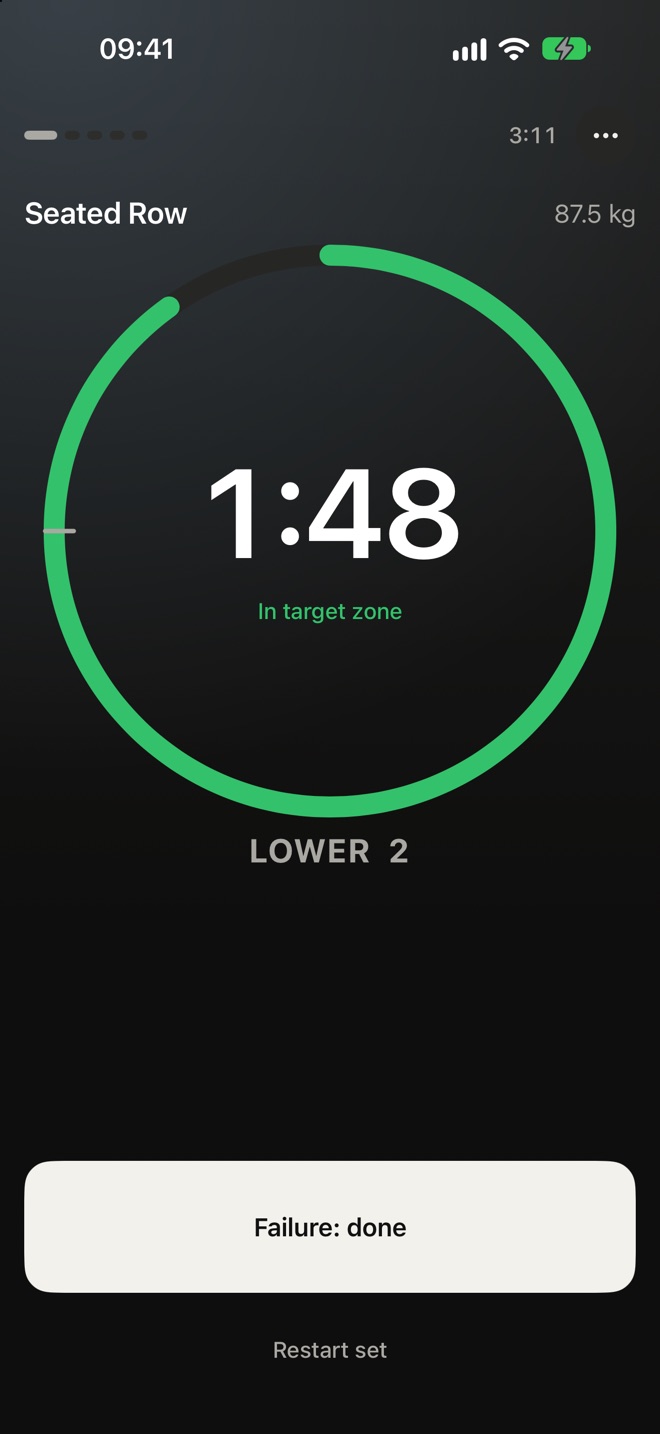 09:41
3:11
Seated Row
87.5 kg
1:48
In target zone
LOWER 2
Failure: done
Restart set